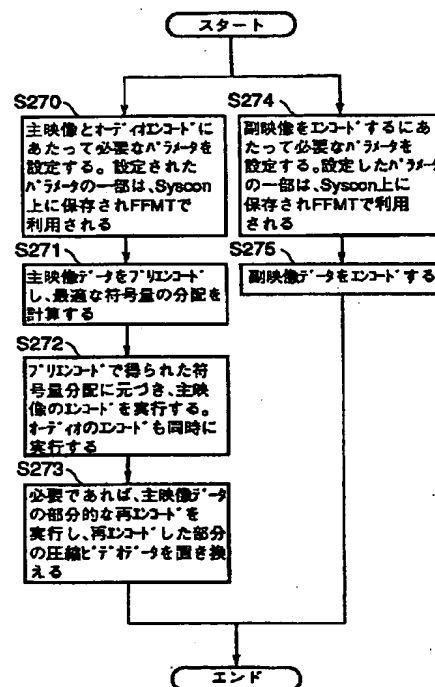 スタート
S270
主映像とオーディオエンコードに
あたって必要なパラメータを
設定する。設定された
パラメータの一部は、Syscon
上に保存されFFMTで
利用される
S271
主映像データをプリエンコード
し、最適な符号量の分配を
計算する
S272
プリエンコードで得られた符
号量分配に元づき、主映
像のエンコードを実行する。
オーディオのエンコードも同時に
実行する
S273
必要であれば、主映像データ
の部分的な再エンコードを
実行し、再エンコードした部分
の圧縮ビデオデータを置き換
える
S274
副映像をエンコードするにあ
たって必要なパラメータを
設定する。設定したパラメータ
の一部は、Syscon上に
保存されFFMTで利用
される
S275
副映像データをエンコードする
エンド